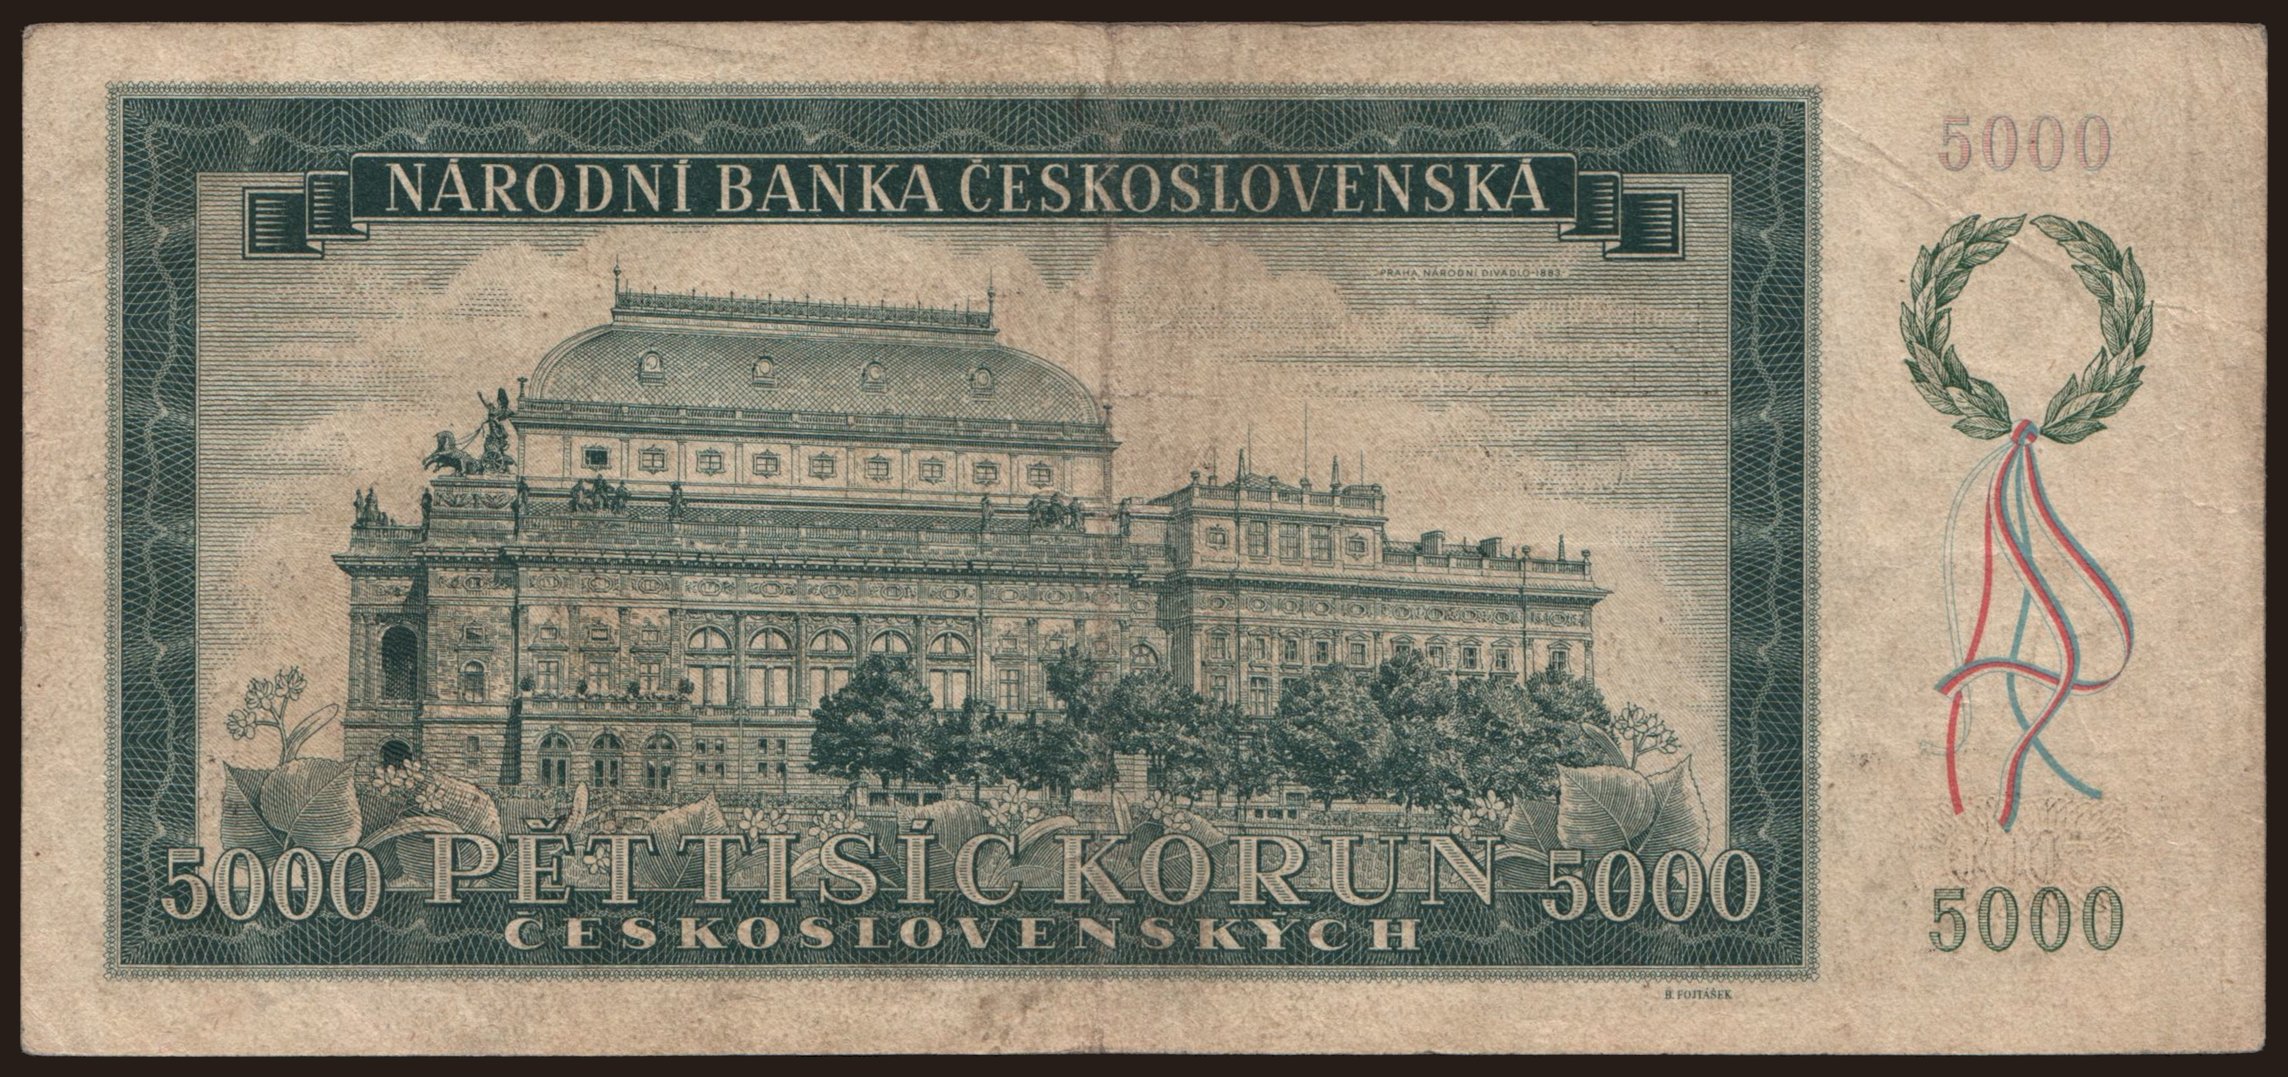 NÁRODNÍ BANKA ČESKOSLOVENSKÁ
PRAHA, NÁRODNÍ DIVADLO·1883·
5000
5000 PĚT TISÍC KORUN 5000
ČESKOSLOVENSKÝCH
5000
B. FOJTÁŠEK